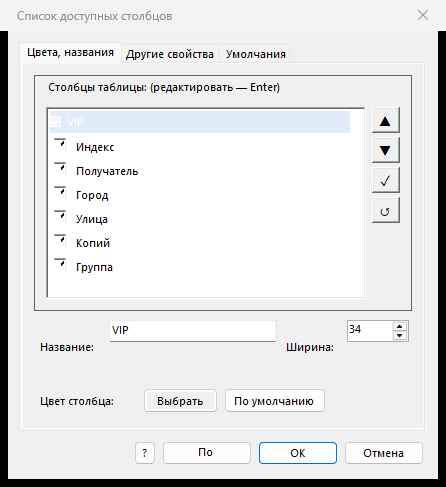 Список доступных столбцов
Цвета, названия
Другие свойства
Умолчания
Столбцы таблицы: (редактировать — Enter)
VIP
Индекс
Получатель
Город
Улица
Копий
Группа
Название:
VIP
Ширина:
34
Цвет столбца:
Выбрать
По умолчанию
?
По
ОК
Отмена